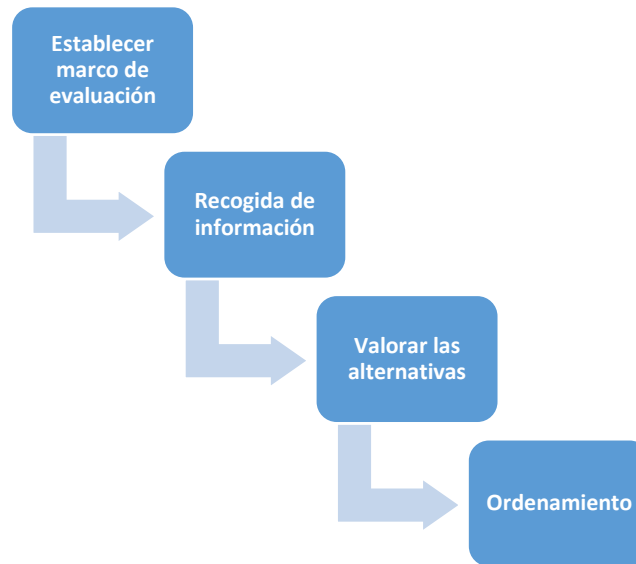 Establecer
marco de
evaluación
Recogida de
información
Valorar las
alternativas
Ordenamiento